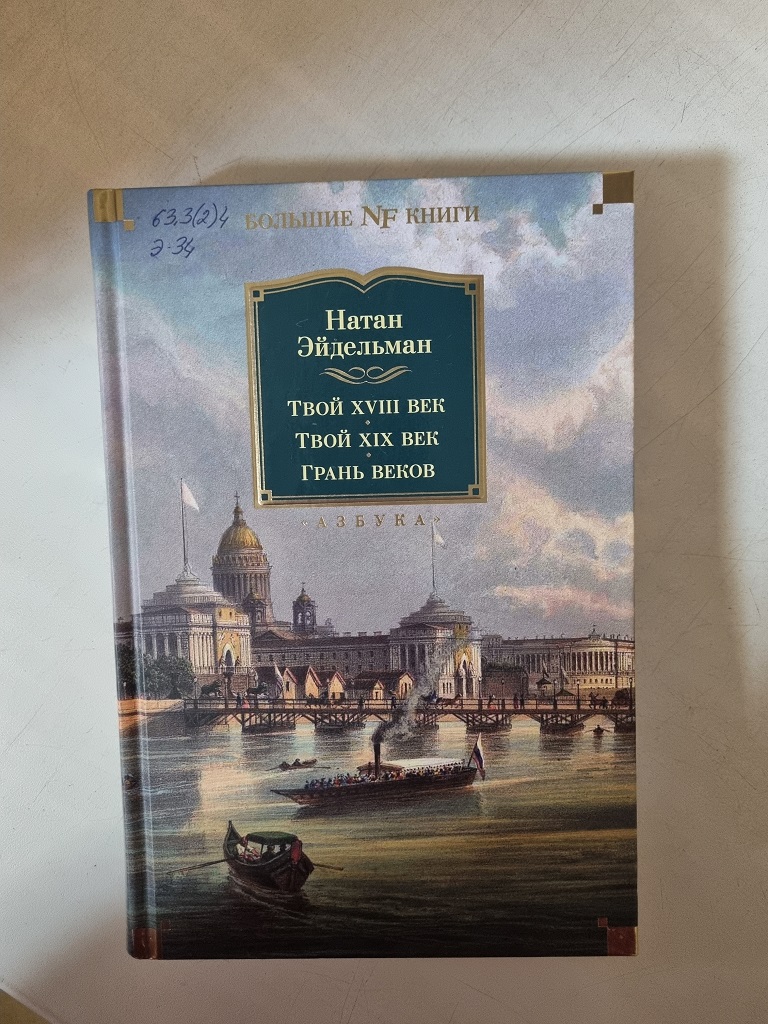 63,3(2)4
Э-34
БОЛЬШИЕ NF КНИГИ
Натан
Эйдельман
Твой XVIII век
Твой XIX век
Грань веков
«АЗБУКА»